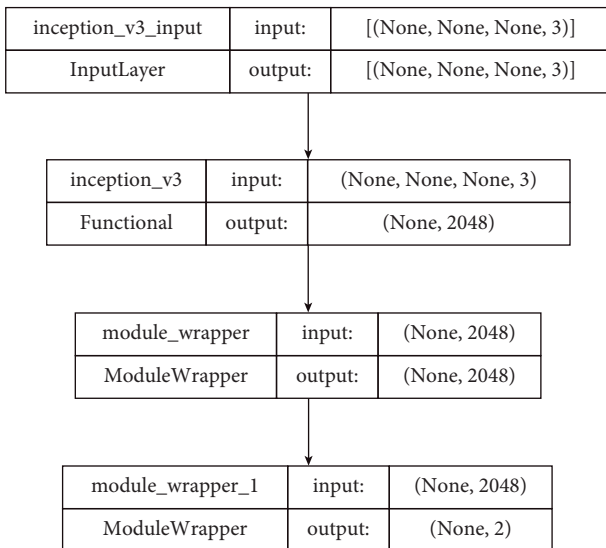 inception_v3_input input: [(None, None, None, 3)]
InputLayer output: [(None, None, None, 3)]
inception_v3 input: (None, None, None, 3)
Functional output: (None, 2048)
module_wrapper input: (None, 2048)
ModuleWrapper output: (None, 2048)
module_wrapper_1 input: (None, 2048)
ModuleWrapper output: (None, 2)